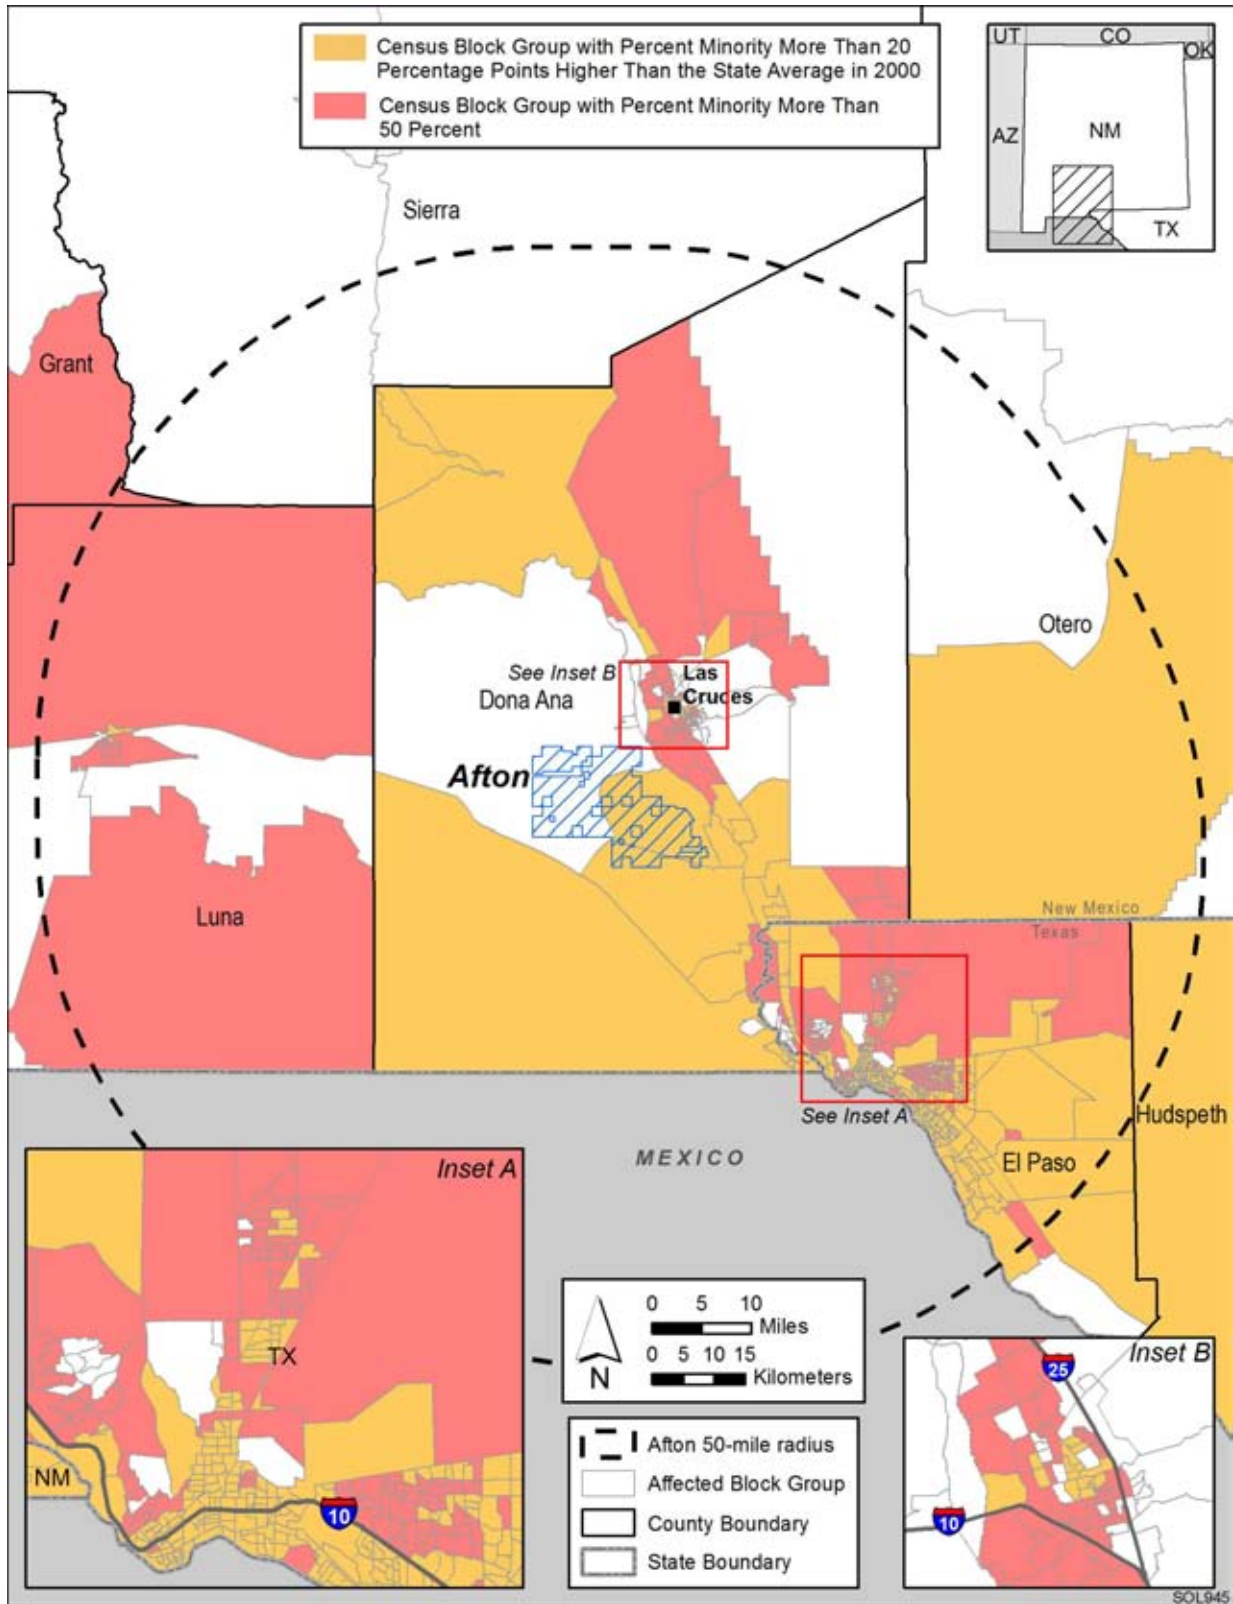 Census Block Group with Percent Minority More Than 20
Percentage Points Higher Than the State Average in 2000
Census Block Group with Percent Minority More Than
50 Percent
UT
CO
OK
AZ
NM
TX
Sierra
Grant
Otero
See Inset B
Las
Cruces
Dona Ana
Afton
Luna
New Mexico
Texas
See Inset A
Hudspeth
MEXICO
El Paso
Inset A
TX
NM
10
0 5 10
Miles
0 5 10 15
Kilometers
N
Afton 50-mile radius
Affected Block Group
County Boundary
State Boundary
Inset B
25
10
SOL945